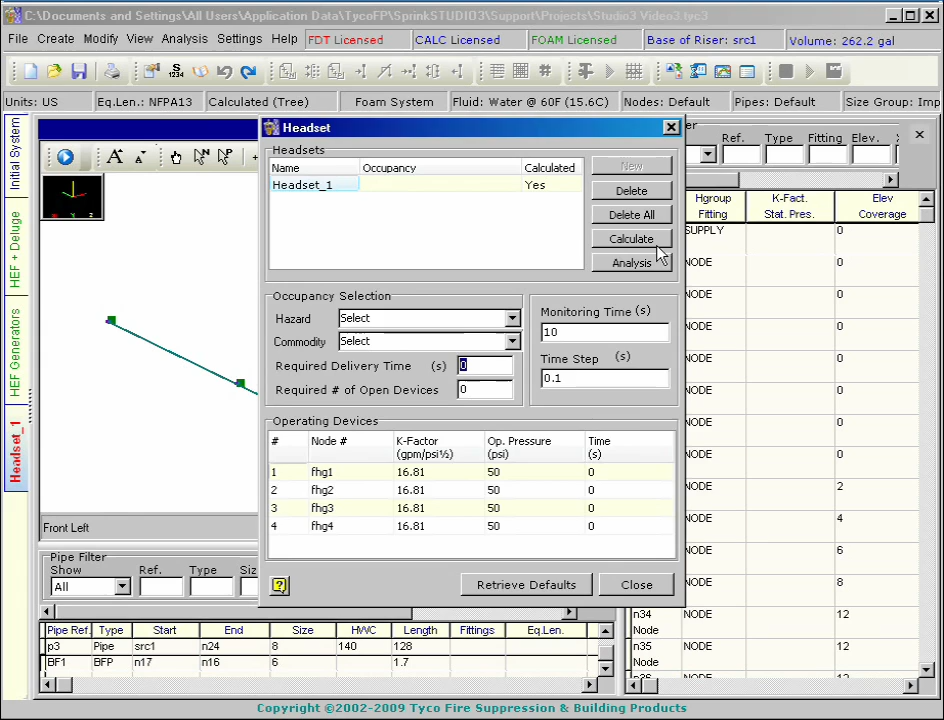 C:\Documents and Settings\All Users\Application Data\TycoFP\SprinkSTUDIO3\Support\Projects\Studio3 Video3.tyc3
File Create Modify View Analysis Settings Help FDT Licensed CALC Licensed FOAM Licensed Base of Riser: src1 Volume: 262.2 gal
Units: US Eq.Len.: NFPA13 Calculated (Tree) Foam System Fluid: Water @ 60F (15.6C) Nodes: Default Pipes: Default Size Group: Imp
Initial System
HEF + Deluge
HEF Generators
Headset_1
Front Left
Pipe Filter
Show Ref. Type Siz
All
Pipe Ref. Type Start End Size HWC Length Fittings Eq.Len.
p3 Pipe src1 n24 8 140 128
BF1 BFP n17 n16 6 1.7
Headset
Headsets
Name Occupancy Calculated
Headset_1 Yes
New
Delete
Delete All
Calculate
Analysis
Occupancy Selection
Hazard Select
Commodity Select
Required Delivery Time (s) 0
Required # of Open Devices 0
Monitoring Time (s)
10
Time Step (s)
0.1
Operating Devices
# Node # K-Factor (gpm/psi½) Op. Pressure (psi) Time (s)
1 fhg1 16.81 50 0
2 fhg2 16.81 50 0
3 fhg3 16.81 50 0
4 fhg4 16.81 50 0
Retrieve Defaults Close
er
Ref. Type Fitting Elev.
Hgroup Fitting K-Fact. Stat. Pres. Elev Coverage
SUPPLY 0
NODE 0
NODE 0
NODE 0
NODE 0
NODE 0
NODE 0
NODE 0
NODE 2
NODE 4
NODE 6
NODE 8
n34 Node NODE 12
n35 Node NODE 12
n36 NODE 12
Copyright ©2002-2009 Tyco Fire Suppression & Building Products